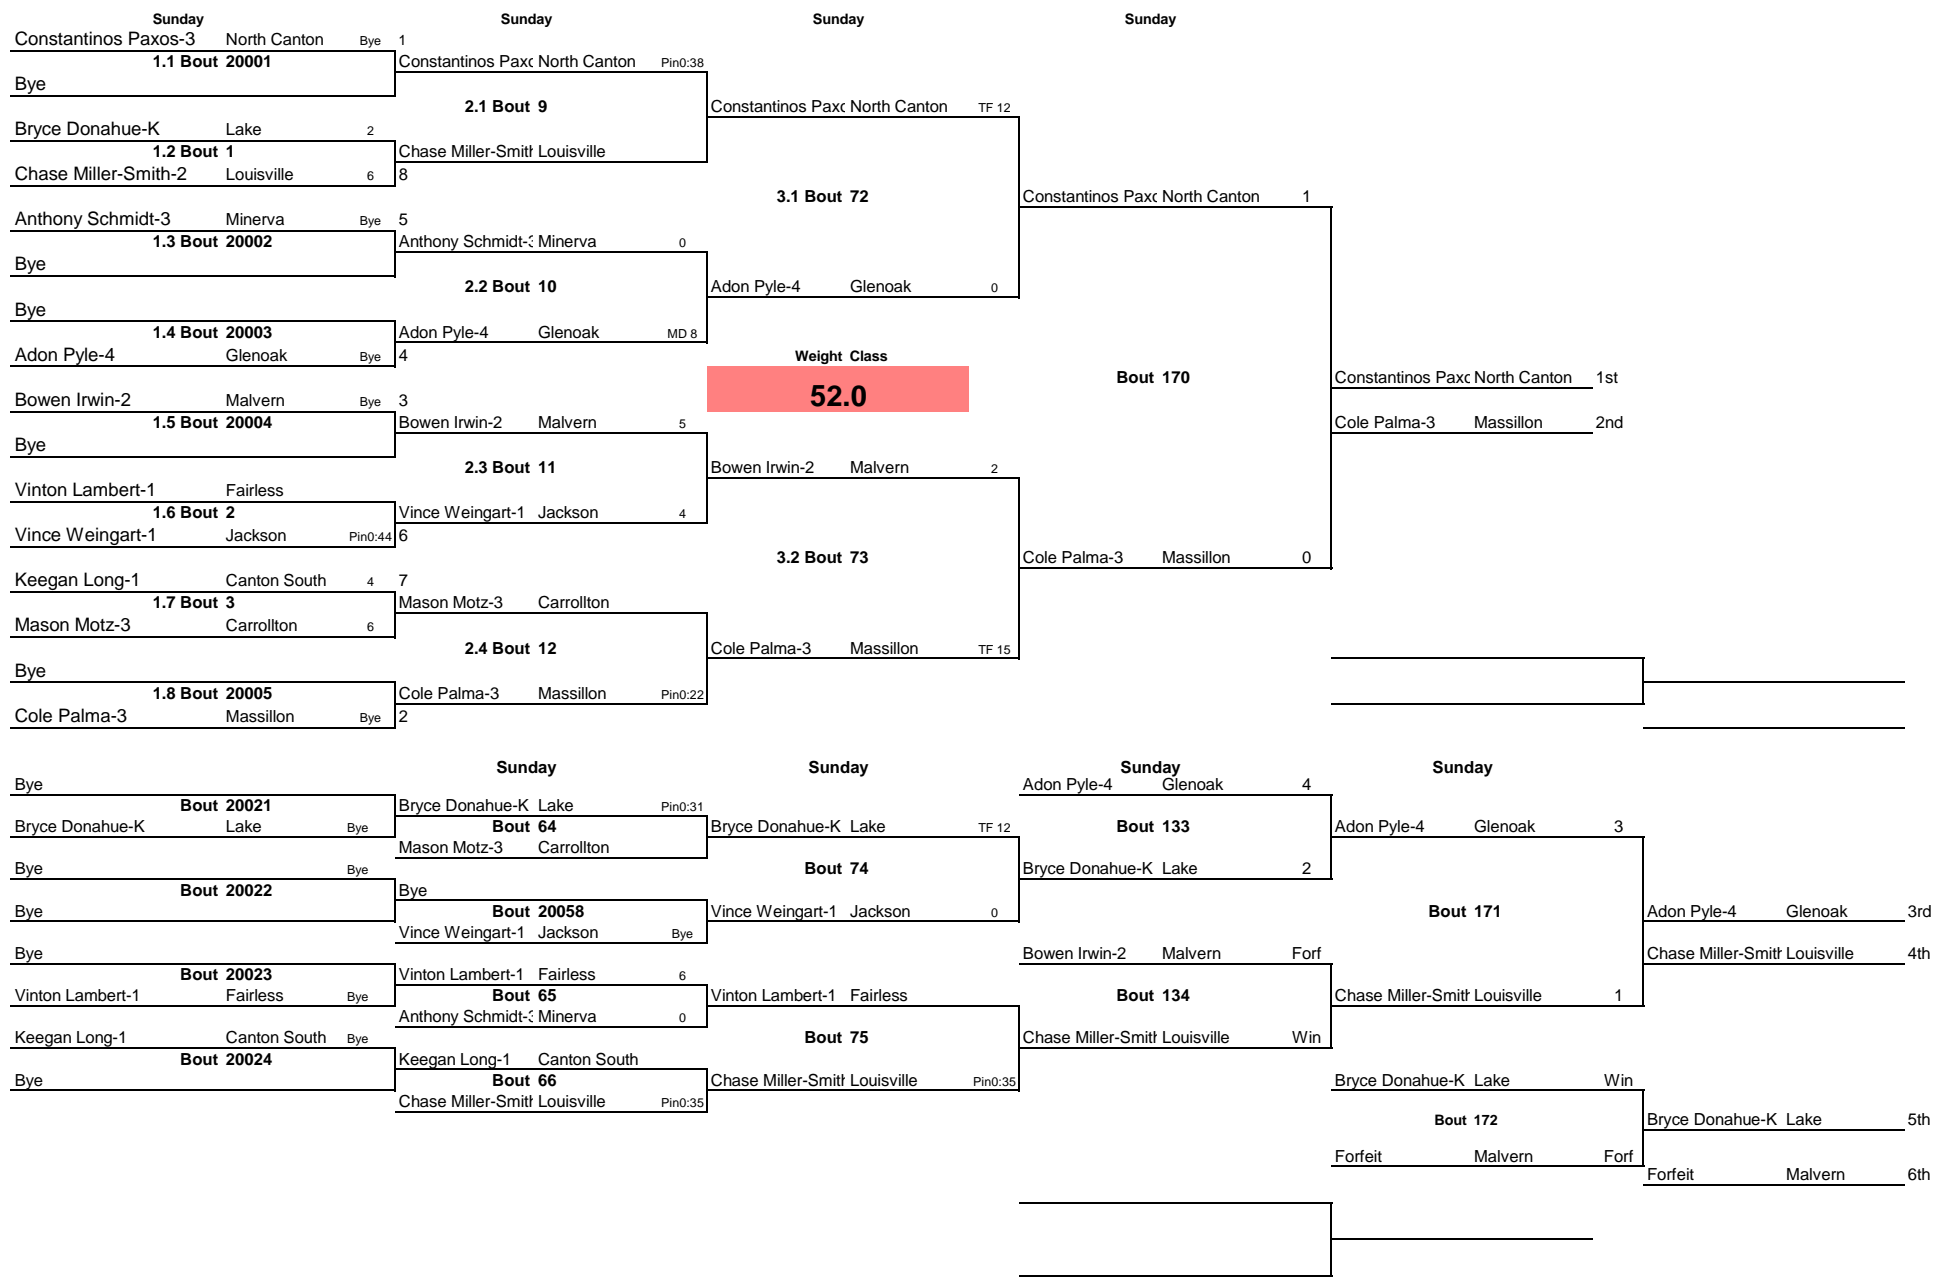 Sunday Sunday Sunday Sunday
Constantinos Paxos-3 North Canton Bye 1
1.1 Bout 20001 Constantinos Paxo North Canton Pin0:38
Bye
2.1 Bout 9 Constantinos Paxo North Canton TF 12
Bryce Donahue-K Lake 2
1.2 Bout 1 Chase Miller-Smith Louisville
Chase Miller-Smith-2 Louisville 6 8
3.1 Bout 72 Constantinos Paxo North Canton 1
Anthony Schmidt-3 Minerva Bye 5
1.3 Bout 20002 Anthony Schmidt-3 Minerva 0
Bye
2.2 Bout 10 Adon Pyle-4 Glenoak 0
Bye
1.4 Bout 20003 Adon Pyle-4 Glenoak MD 8
Adon Pyle-4 Glenoak Bye 4 Weight Class
Bout 170 Constantinos Paxo North Canton 1st
Bowen Irwin-2 Malvern Bye 3 52.0
1.5 Bout 20004 Bowen Irwin-2 Malvern 5 Cole Palma-3 Massillon 2nd
Bye
2.3 Bout 11 Bowen Irwin-2 Malvern 2
Vinton Lambert-1 Fairless
1.6 Bout 2 Vince Weingart-1 Jackson 4
Vince Weingart-1 Jackson Pin0:44 6
3.2 Bout 73 Cole Palma-3 Massillon 0
Keegan Long-1 Canton South 4 7
1.7 Bout 3 Mason Motz-3 Carrollton
Mason Motz-3 Carrollton 6
2.4 Bout 12 Cole Palma-3 Massillon TF 15
Bye
1.8 Bout 20005 Cole Palma-3 Massillon Pin0:22
Cole Palma-3 Massillon Bye 2
Sunday Sunday Sunday Sunday
Bye Adon Pyle-4 Glenoak 4
Bout 20021 Bryce Donahue-K Lake Pin0:31
Bryce Donahue-K Lake Bye Bout 64 Bryce Donahue-K Lake TF 12 Bout 133 Adon Pyle-4 Glenoak 3
Mason Motz-3 Carrollton
Bye Bye Bout 74 Bryce Donahue-K Lake 2
Bout 20022 Bye
Bye Bout 20058 Vince Weingart-1 Jackson 0 Bout 171 Adon Pyle-4 Glenoak 3rd
Vince Weingart-1 Jackson Bye
Bye Bowen Irwin-2 Malvern Forf Chase Miller-Smith Louisville 4th
Bout 20023 Vinton Lambert-1 Fairless 6
Vinton Lambert-1 Fairless Bye Bout 65 Vinton Lambert-1 Fairless Bout 134 Chase Miller-Smith Louisville 1
Anthony Schmidt-3 Minerva 0
Keegan Long-1 Canton South Bye Bout 75 Chase Miller-Smith Louisville Win
Bout 20024 Keegan Long-1 Canton South
Bye Bout 66 Chase Miller-Smith Louisville Pin0:35 Bryce Donahue-K Lake Win
Chase Miller-Smith Louisville Pin0:35
Bout 172 Bryce Donahue-K Lake 5th
Forfeit Malvern Forf
Forfeit Malvern 6th